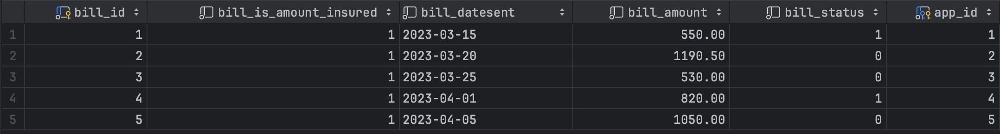 bill_id bill_is_amount_insured bill_datesent bill_amount bill_status app_id
1 1 1 2023-03-15 550.00 1 1
2 2 1 2023-03-20 1190.50 0 2
3 3 1 2023-03-25 530.00 0 3
4 4 1 2023-04-01 820.00 1 4
5 5 1 2023-04-05 1050.00 0 5